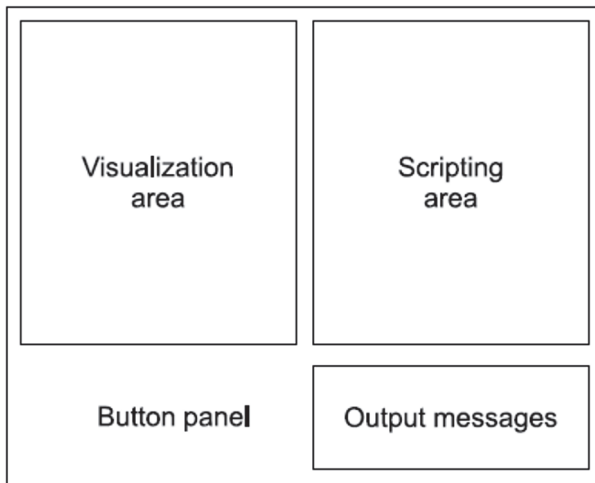 Visualization
area
Scripting
area
Button panel
Output messages